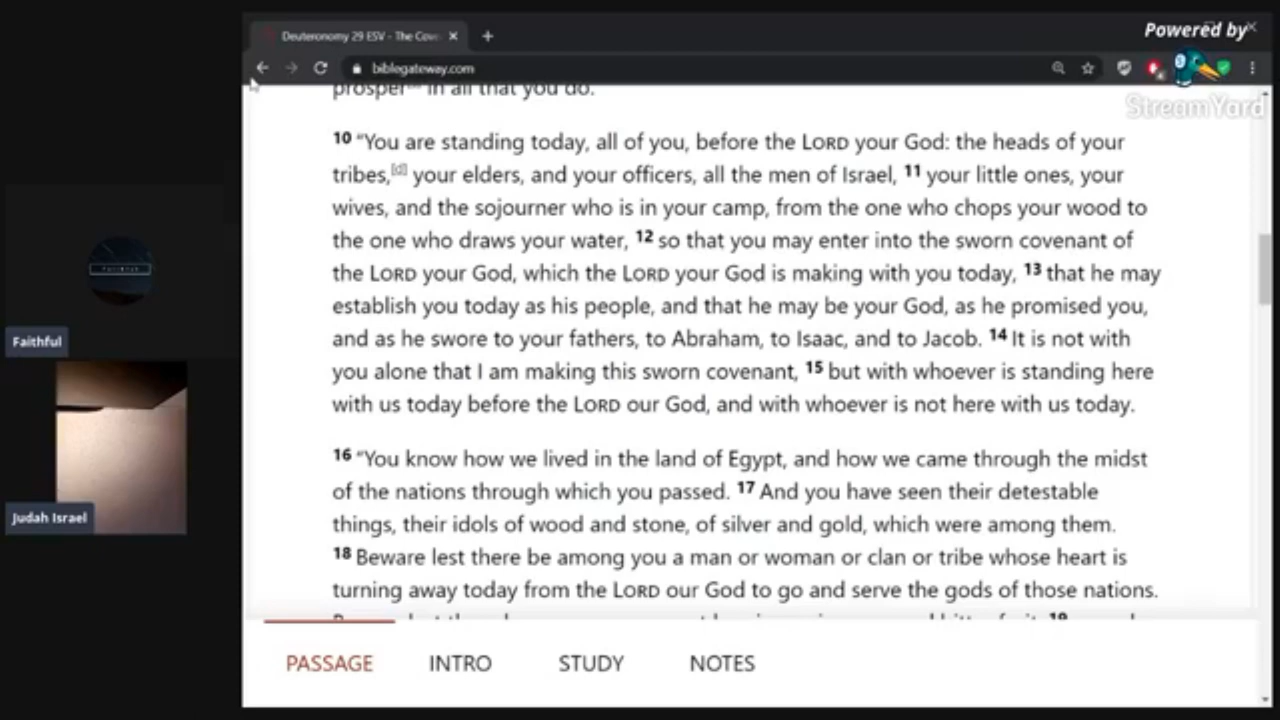 Deuteronomy 29 ESV - The Cove
Powered by
biblegateway.com
StreamYard
prosper in all that you do.
10 “You are standing today, all of you, before the LORD your God: the heads of your
tribes,[d] your elders, and your officers, all the men of Israel, 11 your little ones, your
wives, and the sojourner who is in your camp, from the one who chops your wood to
the one who draws your water, 12 so that you may enter into the sworn covenant of
the LORD your God, which the LORD your God is making with you today, 13 that he may
establish you today as his people, and that he may be your God, as he promised you,
and as he swore to your fathers, to Abraham, to Isaac, and to Jacob. 14 It is not with
you alone that I am making this sworn covenant, 15 but with whoever is standing here
with us today before the LORD our God, and with whoever is not here with us today.
16 “You know how we lived in the land of Egypt, and how we came through the midst
of the nations through which you passed. 17 And you have seen their detestable
things, their idols of wood and stone, of silver and gold, which were among them.
18 Beware lest there be among you a man or woman or clan or tribe whose heart is
turning away today from the LORD our God to go and serve the gods of those nations.
PASSAGE INTRO STUDY NOTES
Faithful
Judah Israel